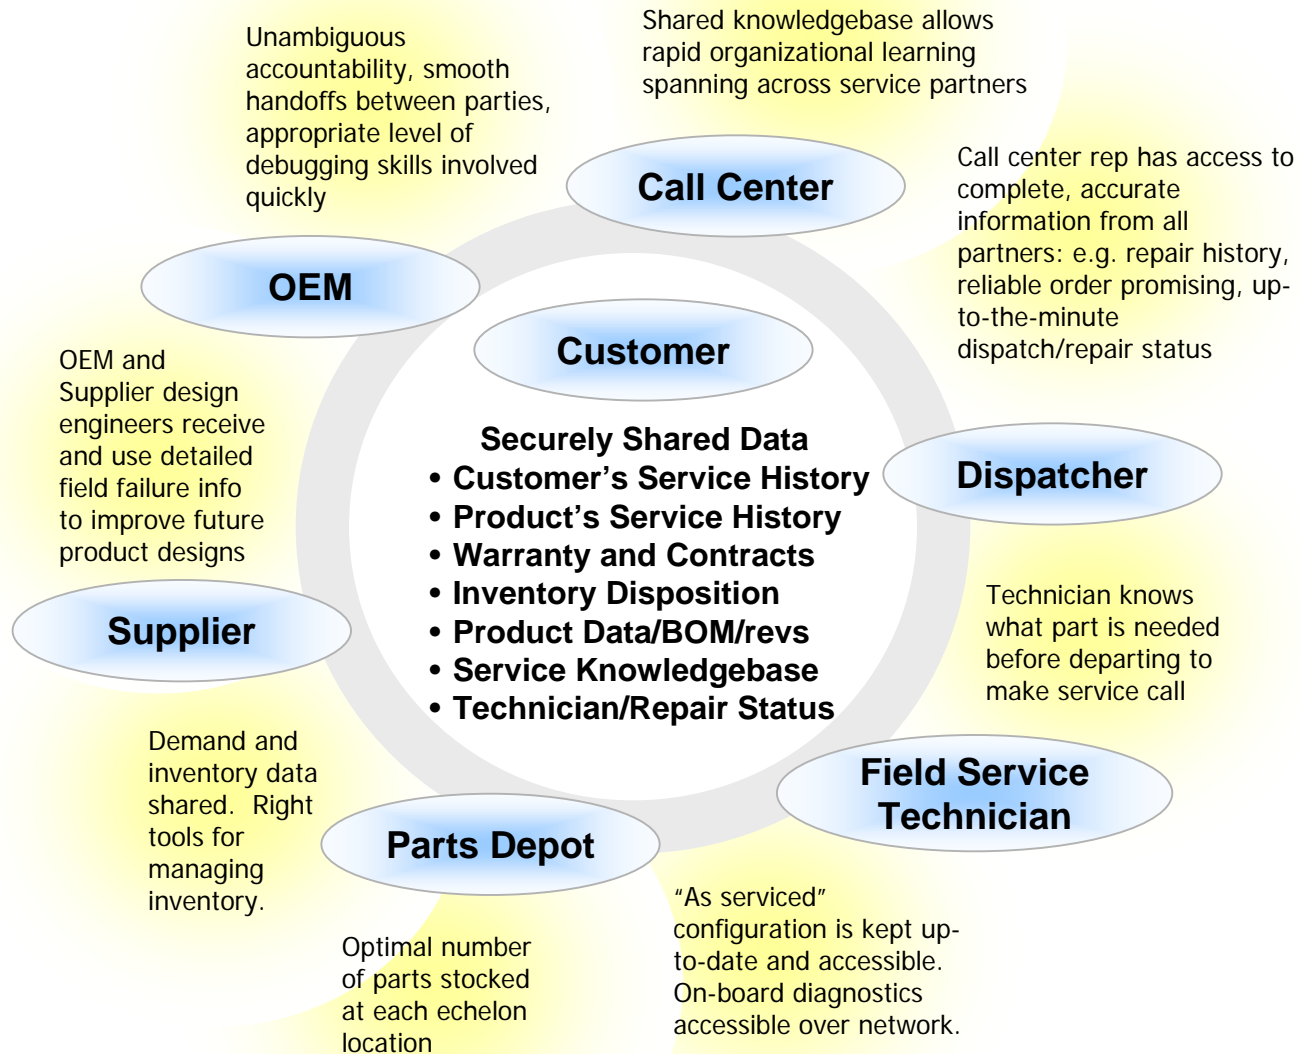 Unambiguous
accountability, smooth
handoffs between parties,
appropriate level of
debugging skills involved
quickly
Shared knowledgebase allows
rapid organizational learning
spanning across service partners
Call Center
Call center rep has access to
complete, accurate
information from all
partners: e.g. repair history,
reliable order promising, up-
to-the-minute
dispatch/repair status
OEM
Customer
OEM and
Supplier design
engineers receive
and use detailed
field failure info
to improve future
product designs
Securely Shared Data
• Customer’s Service History
• Product’s Service History
• Warranty and Contracts
• Inventory Disposition
• Product Data/BOM/revs
• Service Knowledgebase
• Technician/Repair Status
Dispatcher
Supplier
Technician knows
what part is needed
before departing to
make service call
Demand and
inventory data
shared.  Right
tools for
managing
inventory.
Field Service
Technician
Parts Depot
“As serviced”
configuration is kept up-
to-date and accessible.
On-board diagnostics
accessible over network.
Optimal number
of parts stocked
at each echelon
location